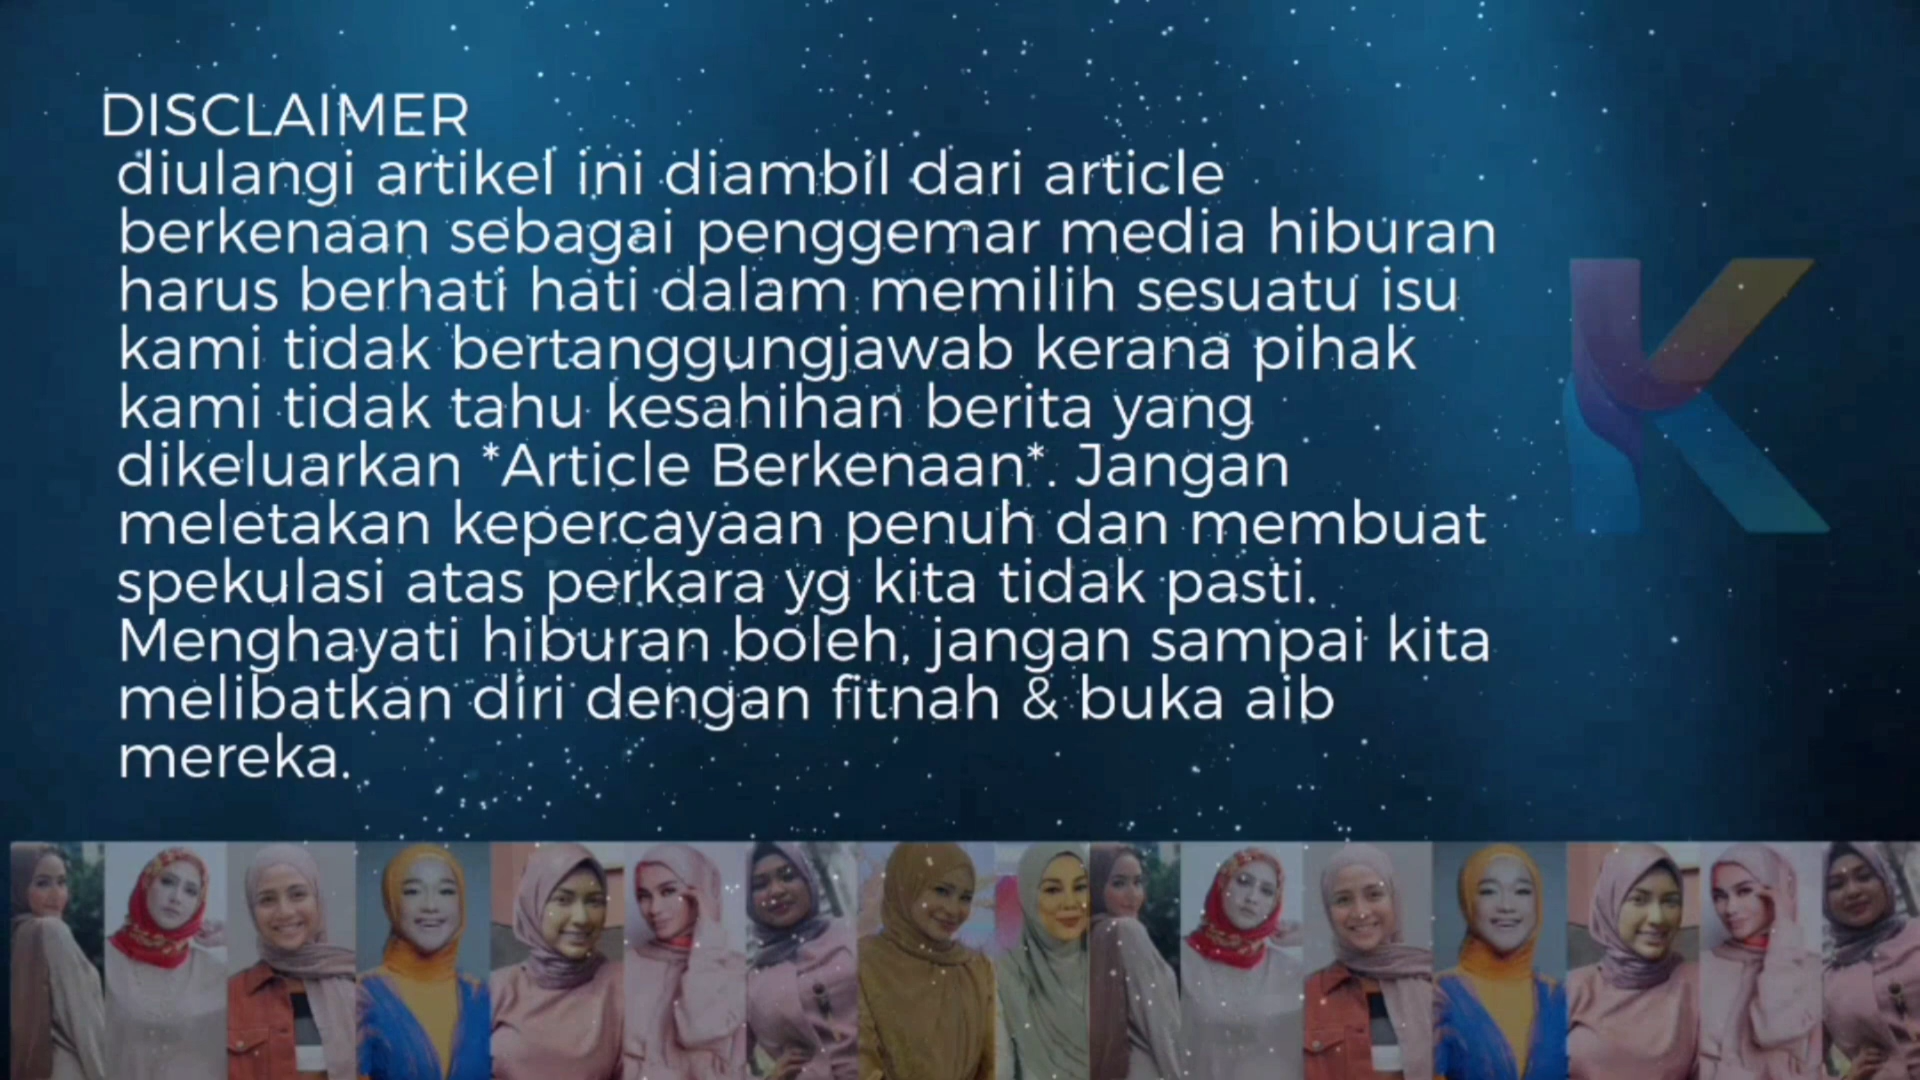 DISCLAIMER
diulangi artikel ini diambil dari article
berkenaan sebagai penggemar media hiburan
harus berhati hati dalam memilih sesuatu isu
kami tidak bertanggungjawab kerana pihak
kami tidak tahu kesahihan berita yang
dikeluarkan *Article Berkenaan*. Jangan
meletakan kepercayaan penuh dan membuat
spekulasi atas perkara yg kita tidak pasti.
Menghayati hiburan boleh, jangan sampai kita
melibatkan diri dengan fitnah & buka aib
mereka.
K